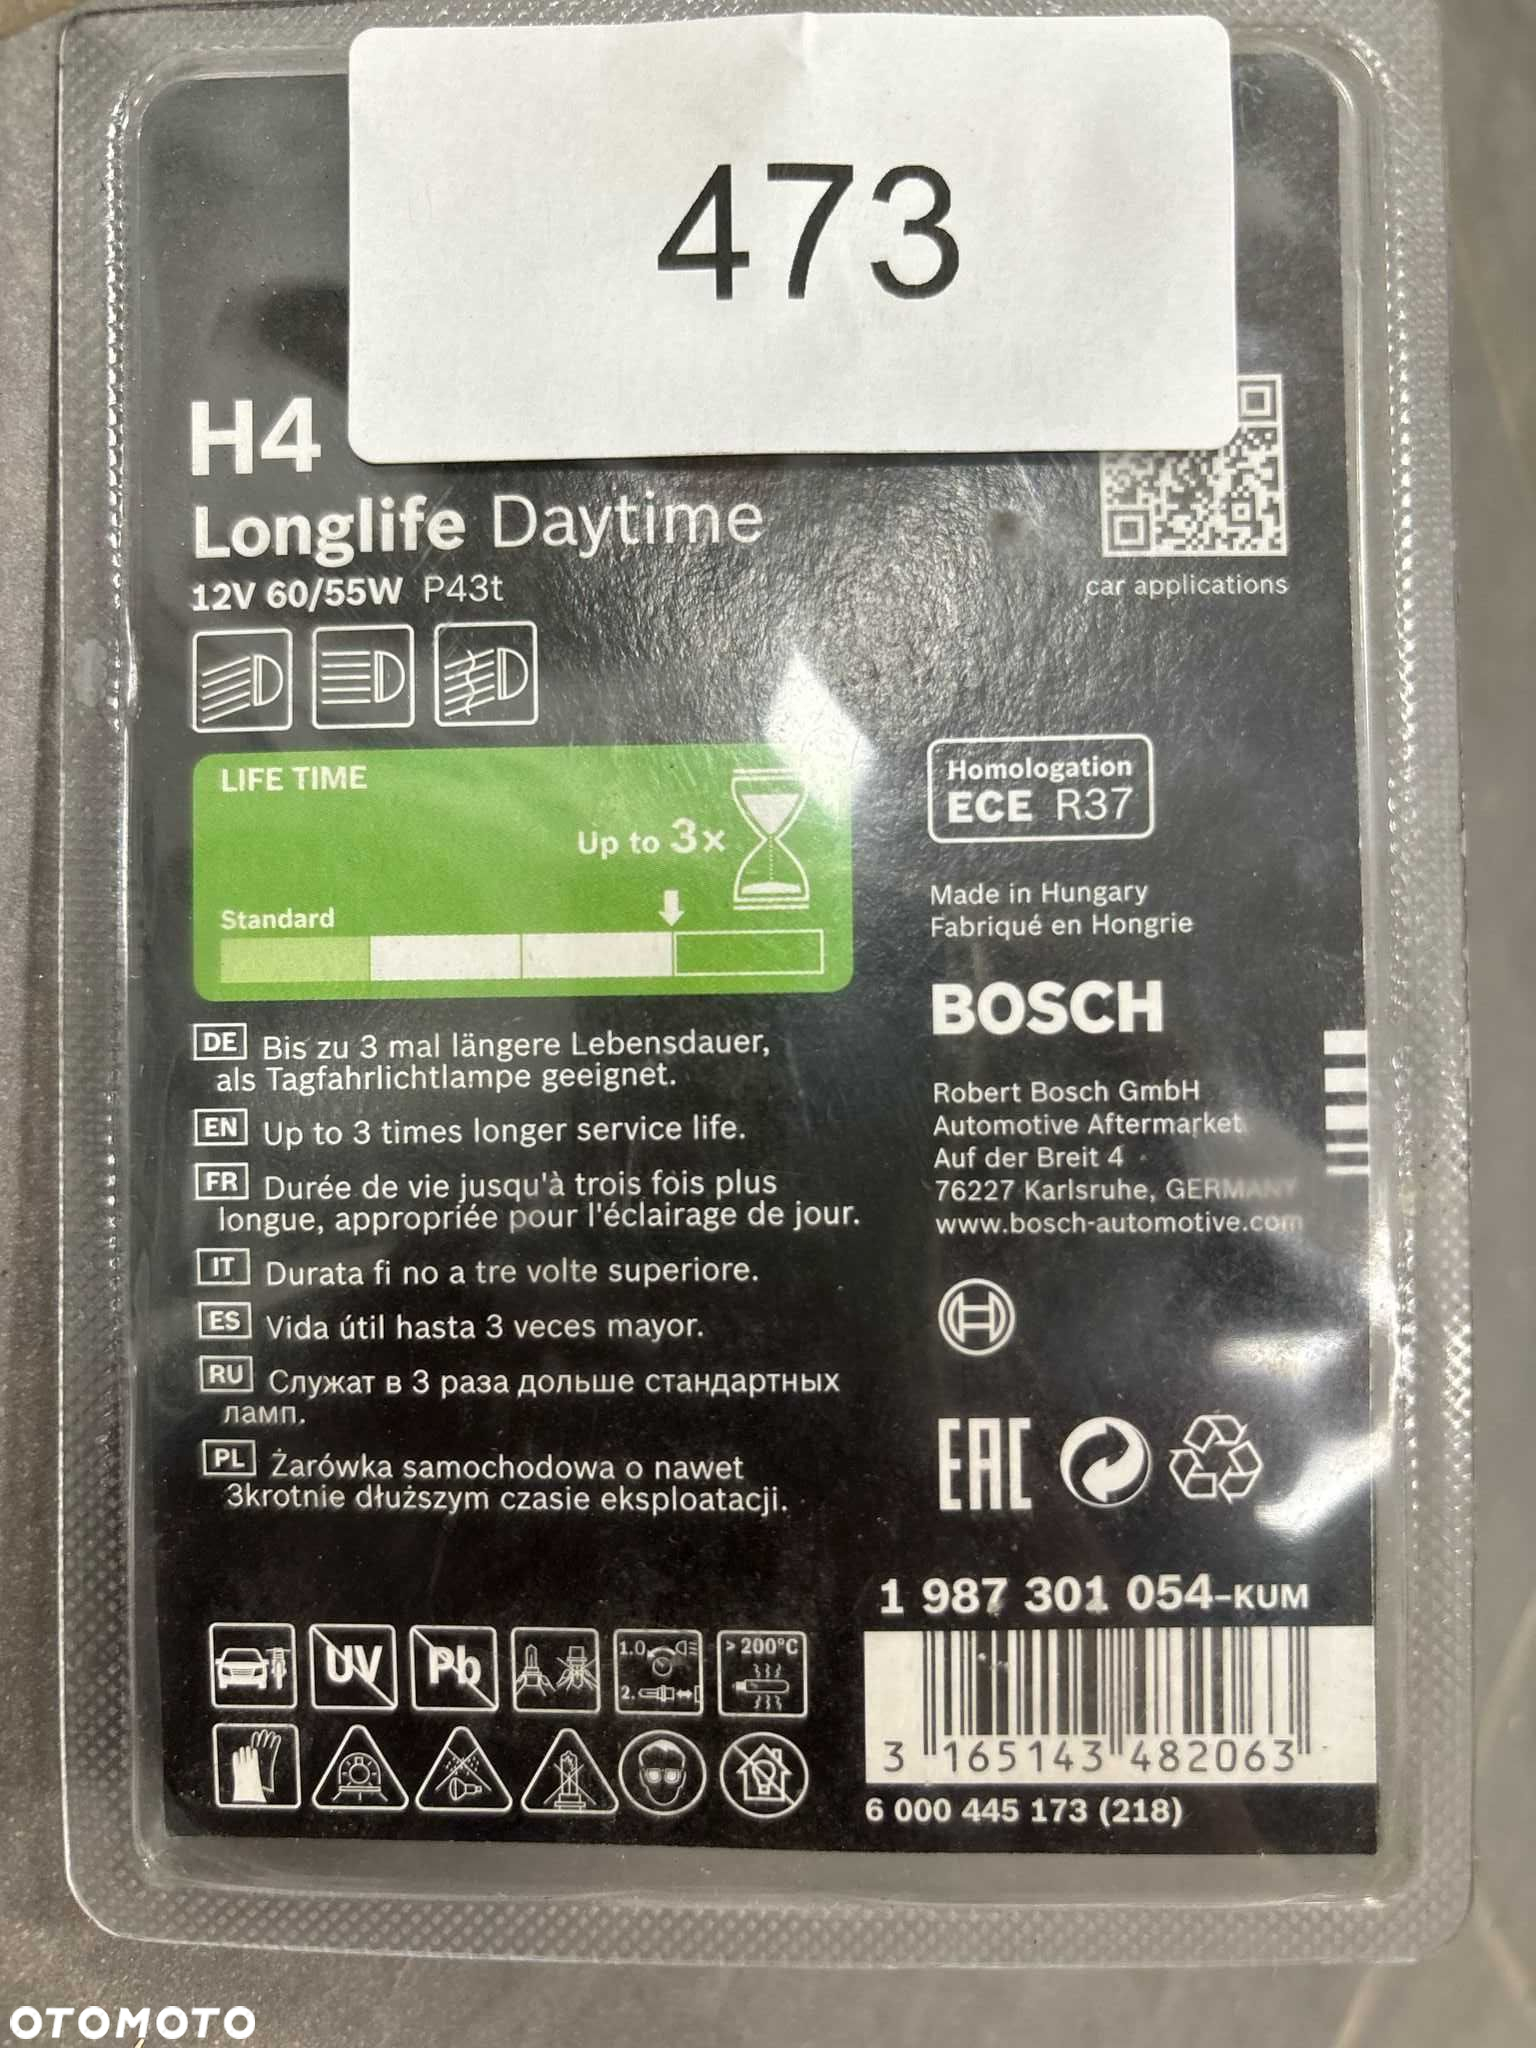 473
H4
Longlife Daytime
12V 60/55W P43t
car applications
LIFE TIME
Up to 3x
Standard
Homologation
ECE R37
Made in Hungary
Fabriqué en Hongrie
BOSCH
Robert Bosch GmbH
Automotive Aftermarket
Auf der Breit 4
76227 Karlsruhe, GERMANY
www.bosch-automotive.com
DE Bis zu 3 mal längere Lebensdauer,
als Tagfahrlichtlampe geeignet.
EN Up to 3 times longer service life.
FR Durée de vie jusqu'à trois fois plus
longue, appropriée pour l'éclairage de jour.
IT Durata fi no a tre volte superiore.
ES Vida útil hasta 3 veces mayor.
RU Служат в 3 раза дольше стандартных
ламп.
PL Żarówka samochodowa o nawet
3krotnie dłuższym czasie eksploatacji.
EAC
1 987 301 054-KUM
UV
Pb
1.0
2.
> 200°C
3 165143 482063
6 000 445 173 (218)
OTOMOTO